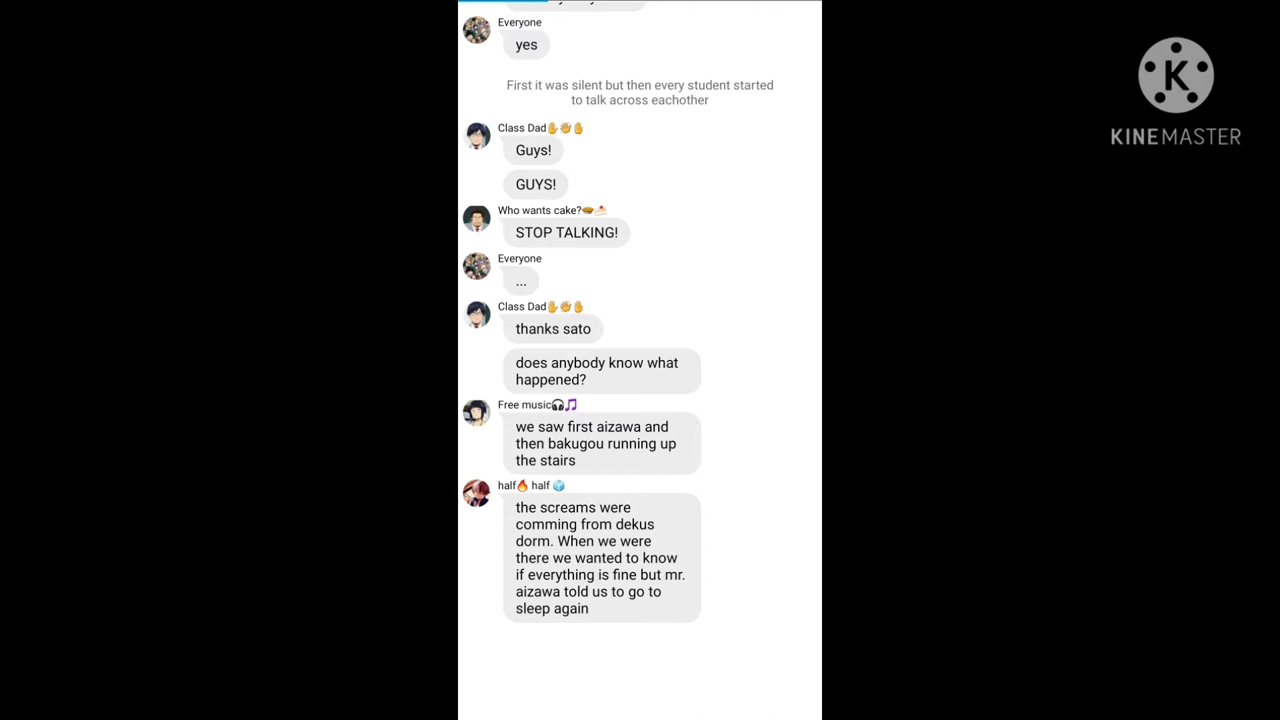 Everyone
yes
First it was silent but then every student started
to talk across eachother
Class Dad✋👋✋
Guys!
GUYS!
Who wants cake?🥧🍰
STOP TALKING!
Everyone
...
Class Dad✋👋✋
thanks sato
does anybody know what
happened?
Free music🎧🎵
we saw first aizawa and
then bakugou running up
the stairs
half🔥 half 🧊
the screams were
comming from dekus
dorm. When we were
there we wanted to know
if everything is fine but mr.
aizawa told us to go to
sleep again
K
KINEMASTER